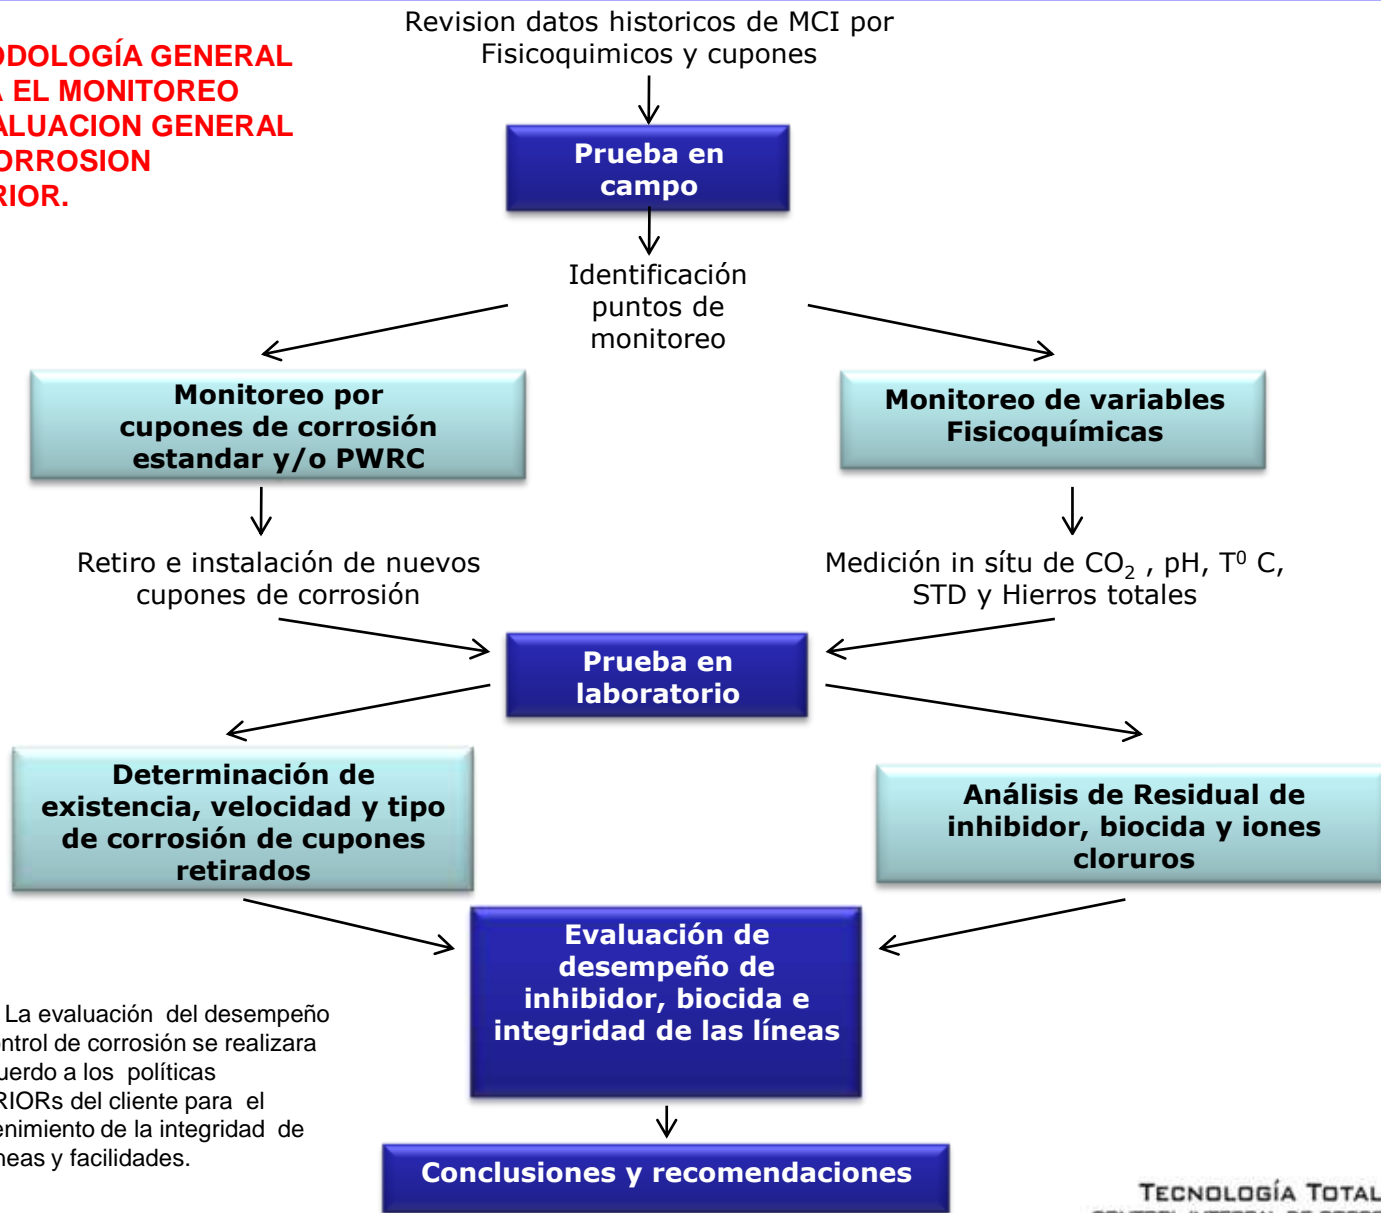 Revision datos historicos de MCI por
Fisicoquimicos y cupones
ODOLOGÍA GENERAL
A EL MONITOREO
ALUACION GENERAL
ORROSION
RIOR.
Prueba en
campo
Identificación
puntos de
monitoreo
Monitoreo por
cupones de corrosión
estandar y/o PWRC
Monitoreo de variables
Fisicoquímicas
Retiro e instalación de nuevos
cupones de corrosión
Medición in sítu de CO₂ , pH, T⁰ C,
STD y Hierros totales
Prueba en
laboratorio
Determinación de
existencia, velocidad y tipo
de corrosión de cupones
retirados
Análisis de Residual de
inhibidor, biocida y iones
cloruros
Evaluación de
desempeño de
inhibidor, biocida e
integridad de las líneas
La evaluación del desempeño
ntrol de corrosión se realizara
uerdo a los políticas
RIORs del cliente para el
enimiento de la integridad de
neas y facilidades.
Conclusiones y recomendaciones
TECNOLOGÍA TOTAL